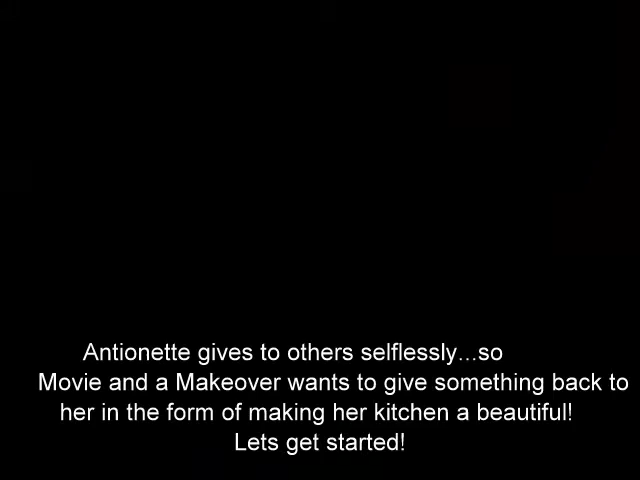 Antionette gives to others selflessly...so
Movie and a Makeover wants to give something back to
her in the form of making her kitchen a beautiful!
Lets get started!